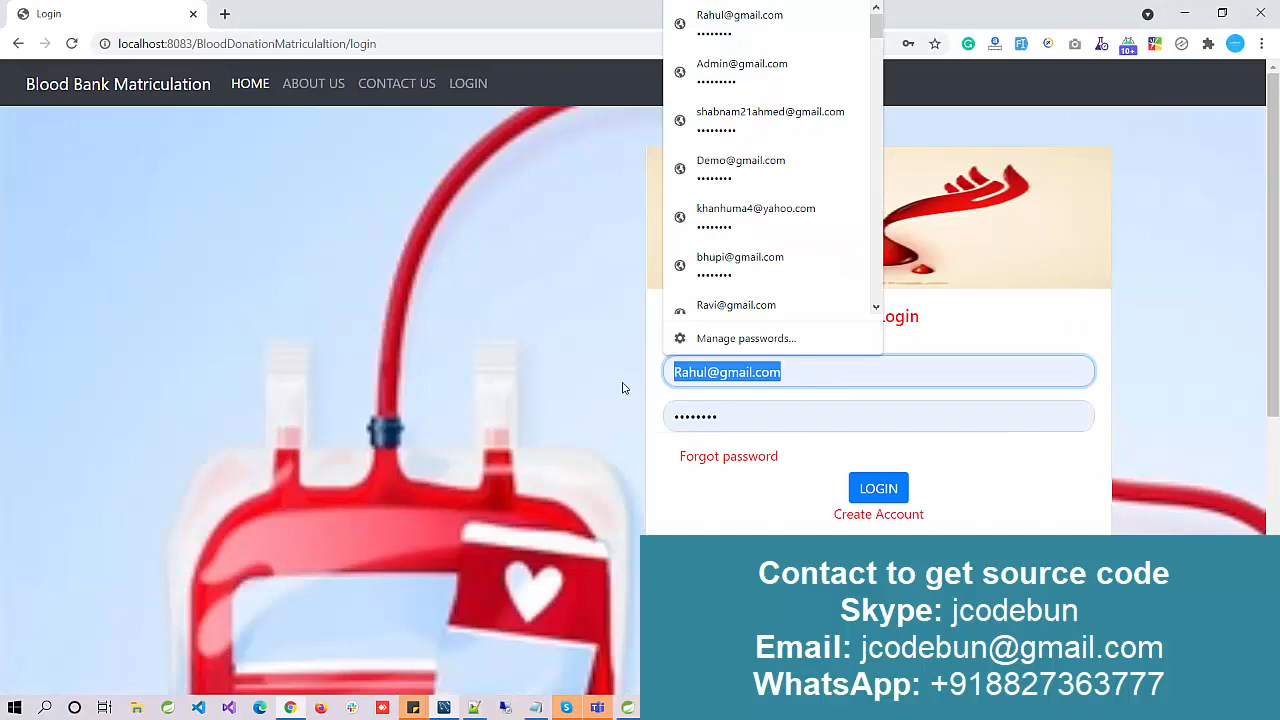 Login
localhost:8083/BloodDonationMatriculaltion/login
10+
Blood Bank Matriculation HOME ABOUT US CONTACT US LOGIN
Rahul@gmail.com
••••••••
Admin@gmail.com
•••••••••
shabnam21ahmed@gmail.com
•••••••••
Demo@gmail.com
••••••••
khanhuma4@yahoo.com
••••••••
bhupi@gmail.com
••••••••
Ravi@gmail.com
Manage passwords...
Login
Rahul@gmail.com
••••••••
Forgot password
LOGIN
Create Account
Contact to get source code
Skype: jcodebun
Email: jcodebun@gmail.com
WhatsApp: +918827363777